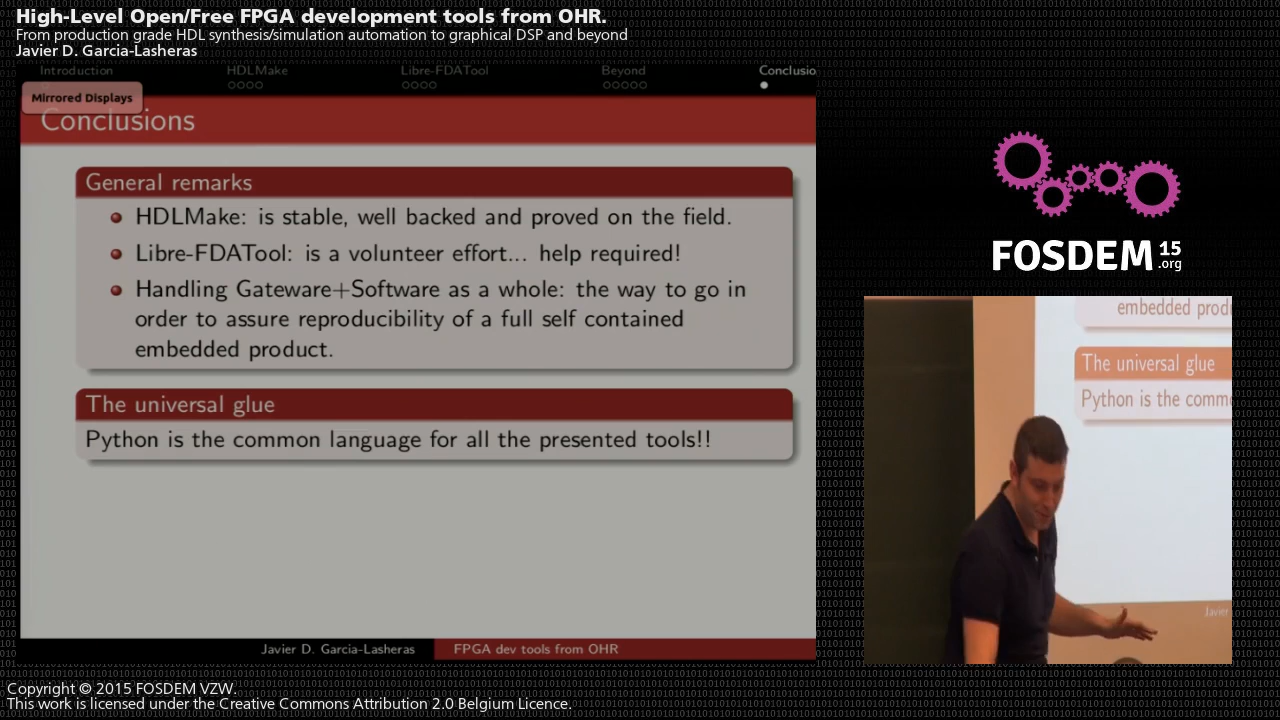 High-Level Open/Free FPGA development tools from OHR.
From production grade HDL synthesis/simulation automation to graphical DSP and beyond
Javier D. Garcia-Lasheras
Introduction HDLMake Libre-FDATool Beyond Conclusio
Mirrored Displays
Conclusions
General remarks
HDLMake: is stable, well backed and proved on the field.
Libre-FDATool: is a volunteer effort... help required!
Handling Gateware+Software as a whole: the way to go in
order to assure reproducibility of a full self contained
embedded product.
The universal glue
Python is the common language for all the presented tools!!
Javier D. Garcia-Lasheras FPGA dev tools from OHR
FOSDEM 15 .org
embedded prod
The universal glue
Python is the comm
Javier
Copyright © 2015 FOSDEM VZW.
This work is licensed under the Creative Commons Attribution 2.0 Belgium Licence.